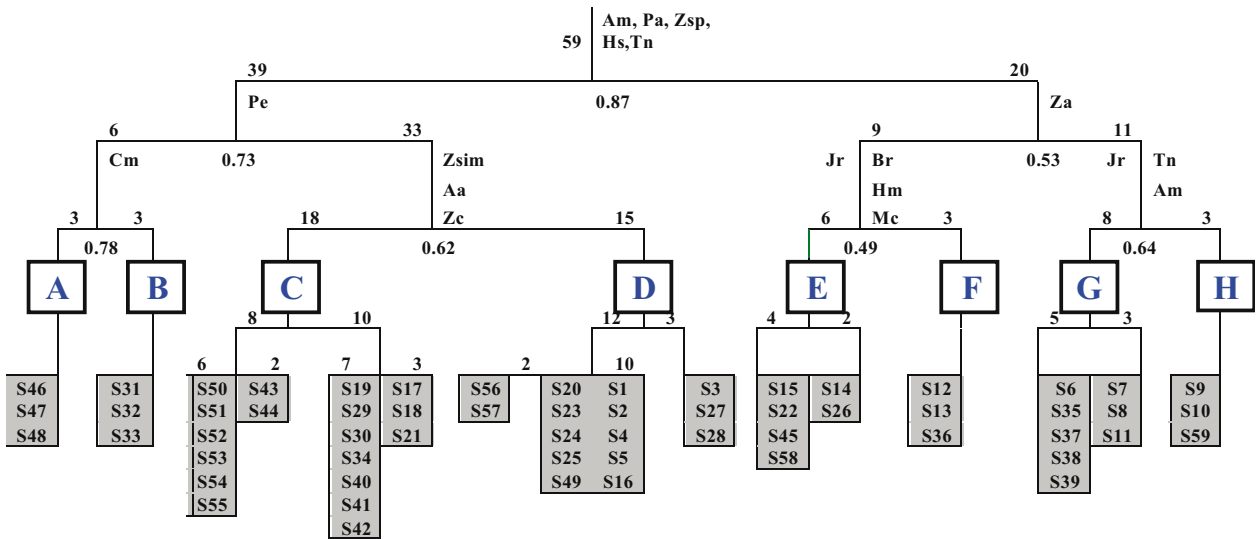 Am, Pa, Zsp,
59 Hs,Tn
39 20
Pe 0.87 Za
6 33 9 11
Cm 0.73 Zsim Jr Br 0.53 Jr Tn
Aa Hm Am
3 3 18 Zc 15 6 Mc 3 8 3
0.78 0.62 0.49 0.64
A B C D E F G H
8 10 12 3 4 2 5 3
6 2 7 3 2 10
S46 S31 S50 S43 S19 S17 S56 S20 S1 S3 S15 S14 S12 S6 S7 S9
S47 S32 S51 S44 S29 S18 S57 S23 S2 S27 S22 S26 S13 S35 S8 S10
S48 S33 S52 S30 S21 S24 S4 S28 S45 S36 S37 S11 S59
S53 S34 S25 S5 S58 S38
S54 S40 S49 S16 S39
S55 S41
S42